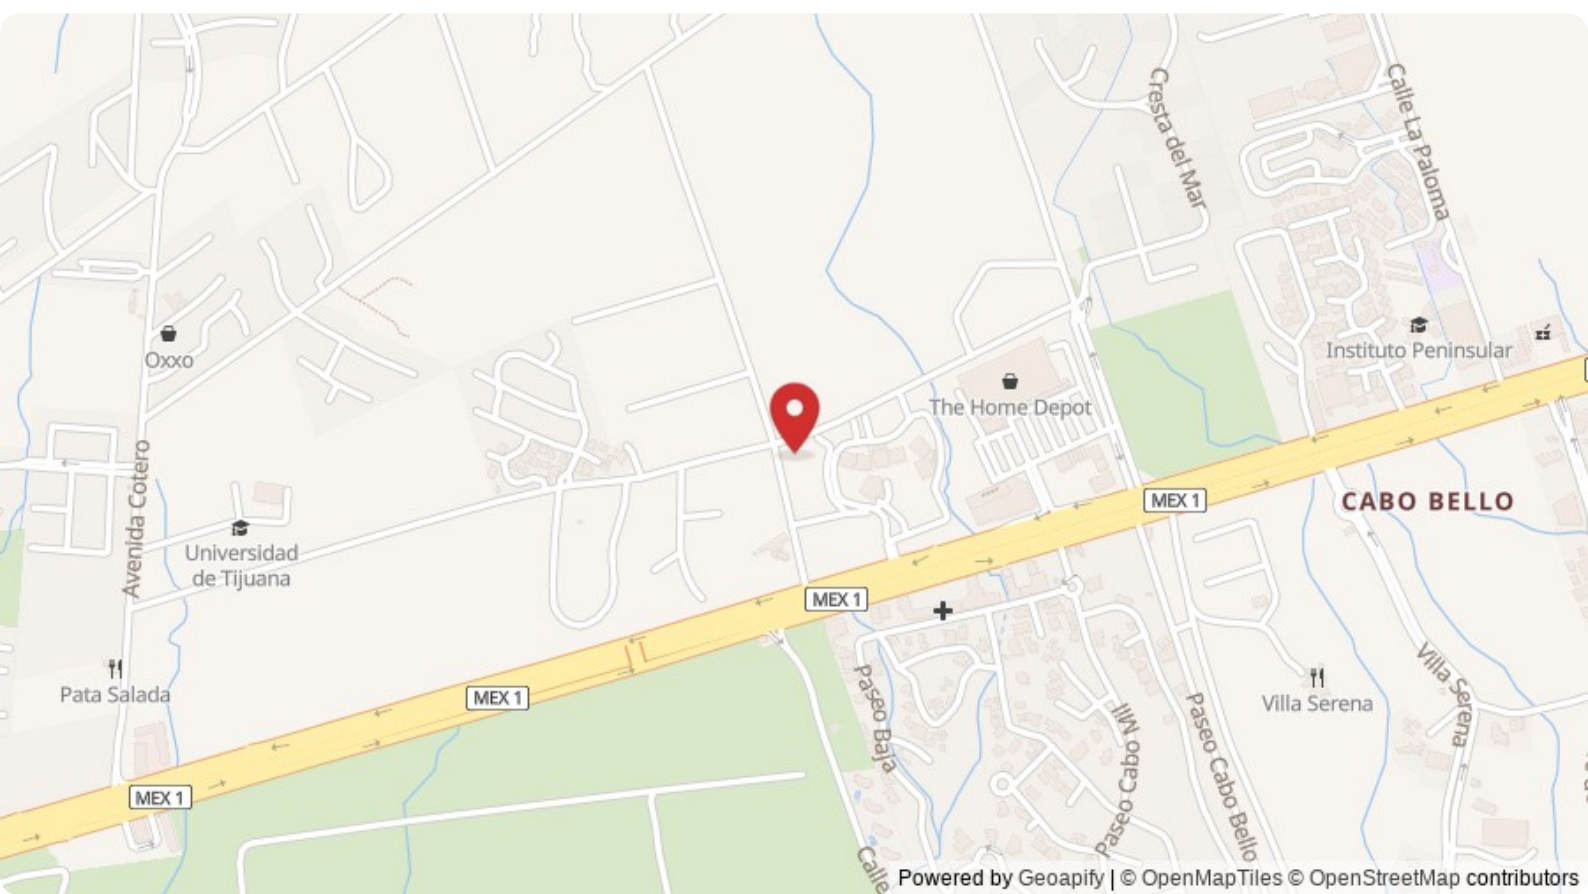 Cresta del Mar
Calle La Paloma
Oxxo
Instituto Peninsular
The Home Depot
Avenida Cotero
MEX 1
CABO BELLO
Universidad
de Tijuana
MEX 1
Pata Salada
MEX 1
Villa Serena
Villa Serena
Paseo Baja
Paseo Cabo Mil
Paseo Cabo Bello
MEX 1
Calle
Powered by Geoapify | © OpenMapTiles © OpenStreetMap contributors